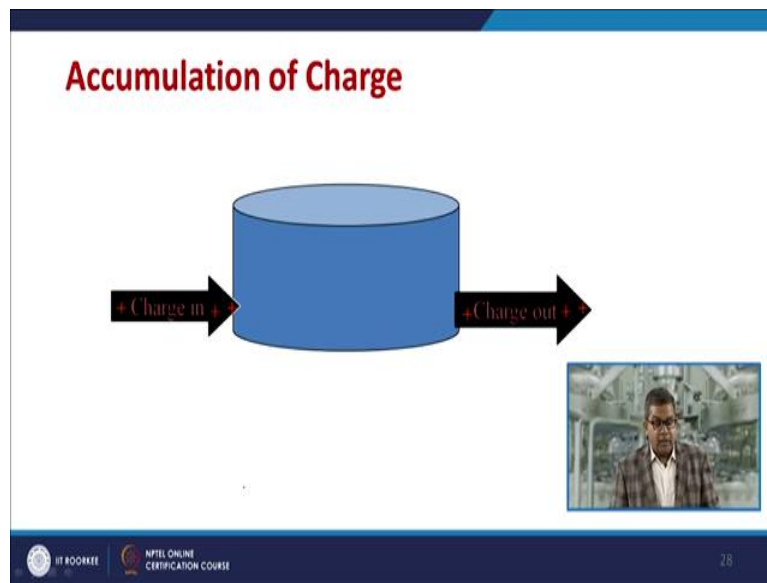 Accumulation of Charge
+ Charge in + +
+Charge out + +
IIT ROORKEE
NPTEL ONLINE
CERTIFICATION COURSE
28